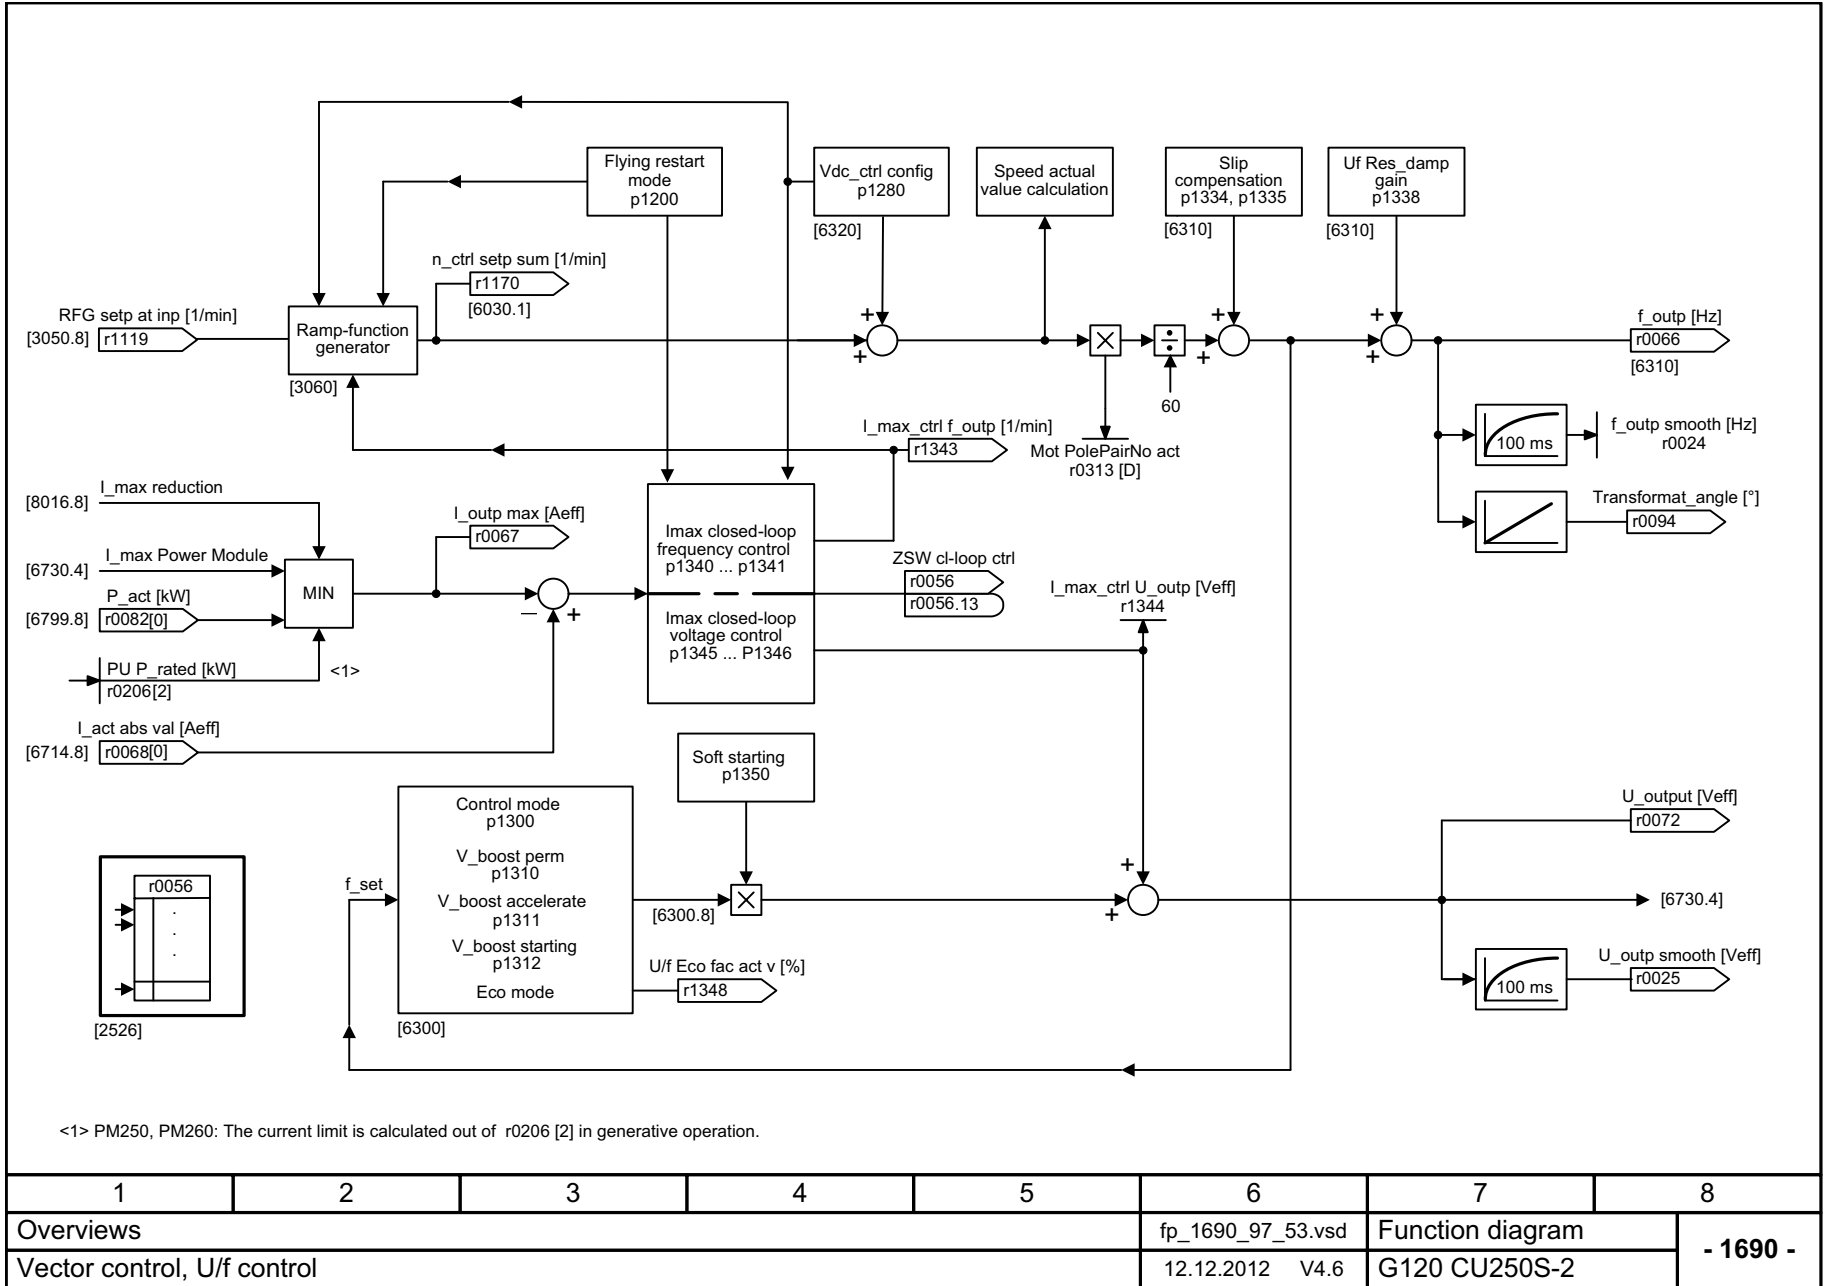 Flying restart
mode
p1200
Vdc_ctrl config
p1280
[6320]
Speed actual
value calculation
Slip
compensation
p1334, p1335
[6310]
Uf Res_damp
gain
p1338
[6310]
n_ctrl setp sum [1/min]
r1170
[6030.1]
RFG setp at inp [1/min]
[3050.8]
r1119
Ramp-function
generator
[3060]
+
+
+
+
+
+
60
f_outp [Hz]
r0066
[6310]
I_max_ctrl f_outp [1/min]
r1343
Mot PolePairNo act
r0313 [D]
100 ms
f_outp smooth [Hz]
r0024
Transformat_angle [°]
r0094
[8016.8]
I_max reduction
I_outp max [Aeff]
r0067
[6730.4]
I_max Power Module
P_act [kW]
[6799.8]
r0082[0]
MIN
PU P_rated [kW]
r0206[2]
<1>
I_act abs val [Aeff]
[6714.8]
r0068[0]
–
+
Imax closed-loop
frequency control
p1340 ... p1341
Imax closed-loop
voltage control
p1345 ... P1346
ZSW cl-loop ctrl
r0056
r0056.13
I_max_ctrl U_outp [Veff]
r1344
Soft starting
p1350
Control mode
p1300
V_boost perm
p1310
V_boost accelerate
p1311
V_boost starting
p1312
Eco mode
[6300]
f_set
[6300.8]
U/f Eco fac act v [%]
r1348
+
+
U_output [Veff]
r0072
[6730.4]
100 ms
U_outp smooth [Veff]
r0025
r0056
.
.
.
[2526]
<1> PM250, PM260: The current limit is calculated out of r0206 [2] in generative operation.
1 2 3 4 5 6 7 8
Overviews
fp_1690_97_53.vsd
Function diagram
- 1690 -
Vector control, U/f control
12.12.2012 V4.6
G120 CU250S-2